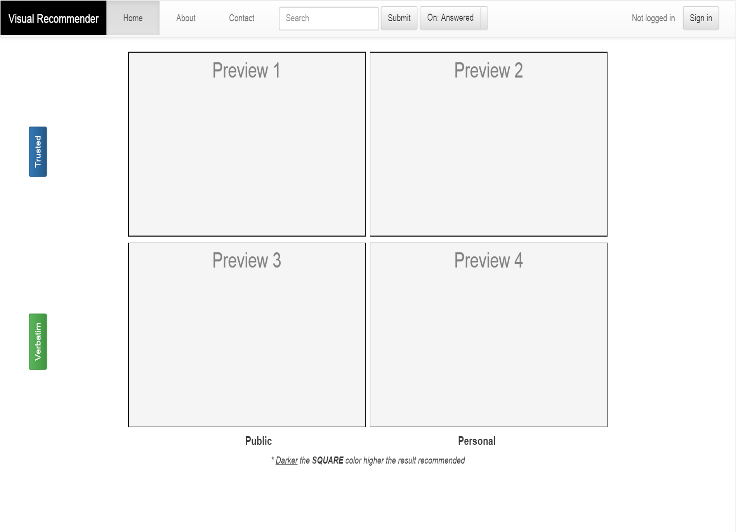 Visual Recommender Home About Contact Search Submit On: Answered Not logged in Sign in
Preview 1 Preview 2
Trusted
Preview 3 Preview 4
Verbatim
Public Personal
* Darker the SQUARE color higher the result recommended